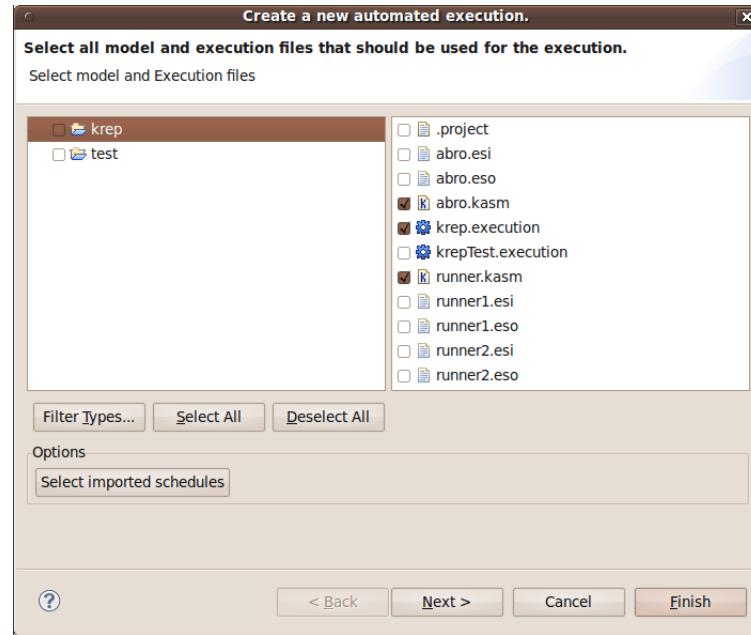 Create a new automated execution.
Select all model and execution files that should be used for the execution.
Select model and Execution files
krep
test
.project
abro.esi
abro.eso
abro.kasm
krep.execution
krepTest.execution
runner.kasm
runner1.esi
runner1.eso
runner2.esi
runner2.eso
Filter Types...
Select All
Deselect All
Options
Select imported schedules
< Back
Next >
Cancel
Finish